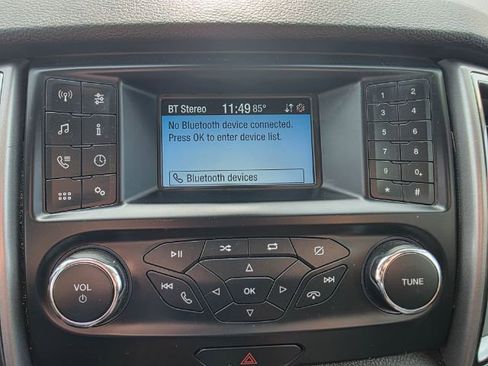 BT Stereo 11:49 85°
No Bluetooth device connected.
Press OK to enter device list.
Bluetooth devices
i
1 2
3 4
5 6
7 8
9 0+
* #
VOL
OK
TUNE